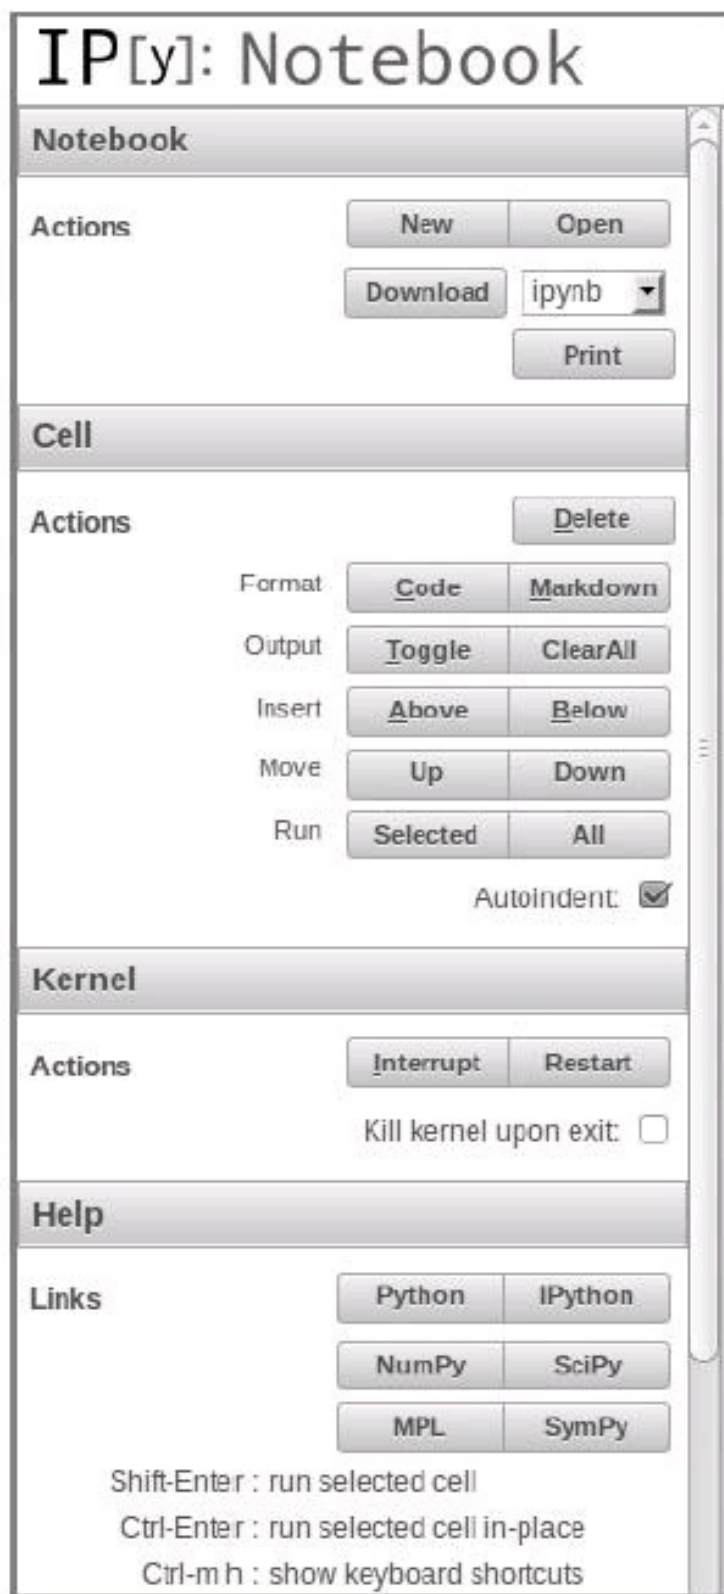 IP[y]: Notebook
Notebook
Actions New Open
Download ipynb
Print
Cell
Actions Delete
Format Code Markdown
Output Toggle ClearAll
Insert Above Below
Move Up Down
Run Selected All
AutoIndent:
Kernel
Actions Interrupt Restart
Kill kernel upon exit:
Help
Links Python IPython
NumPy SciPy
MPL SymPy
Shift-Enter : run selected cell
Ctrl-Enter : run selected cell in-place
Ctrl-m h : show keyboard shortcuts